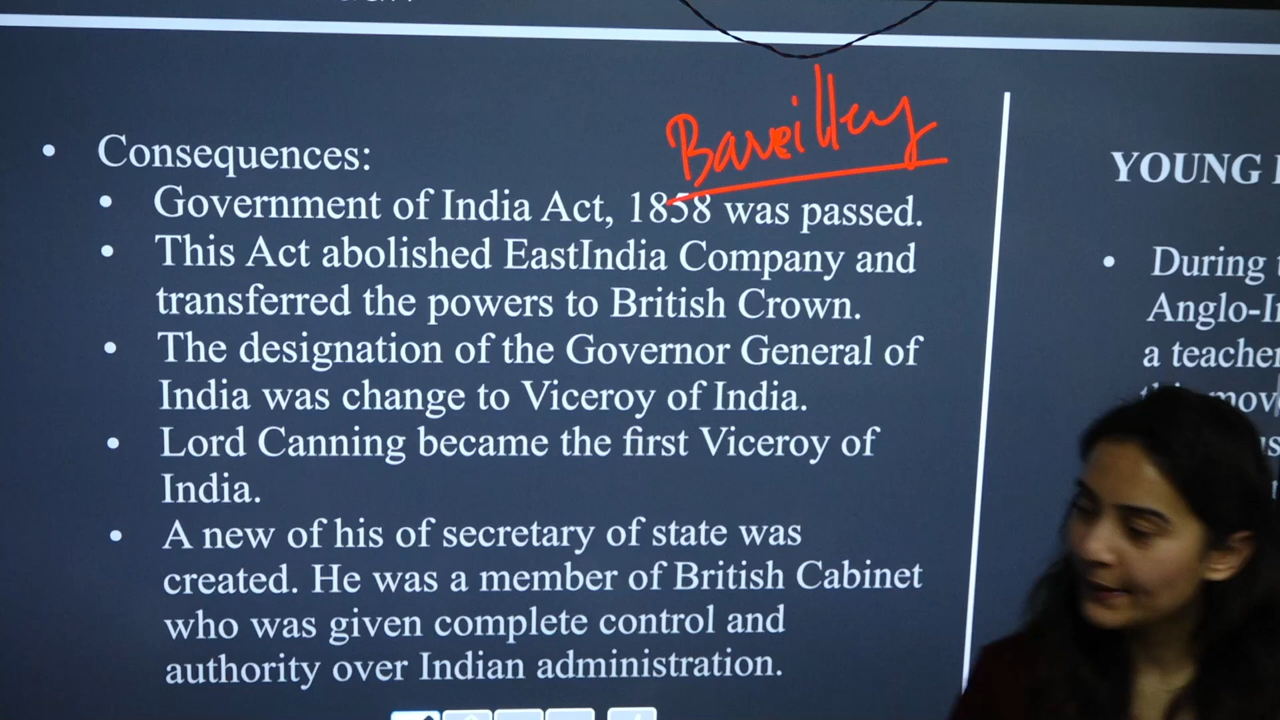 Bareilley
Consequences:
Government of India Act, 1858 was passed.
This Act abolished EastIndia Company and
transferred the powers to British Crown.
The designation of the Governor General of
India was change to Viceroy of India.
Lord Canning became the first Viceroy of
India.
A new of his of secretary of state was
created. He was a member of British Cabinet
who was given complete control and
authority over Indian administration.
YOUNG
During
a